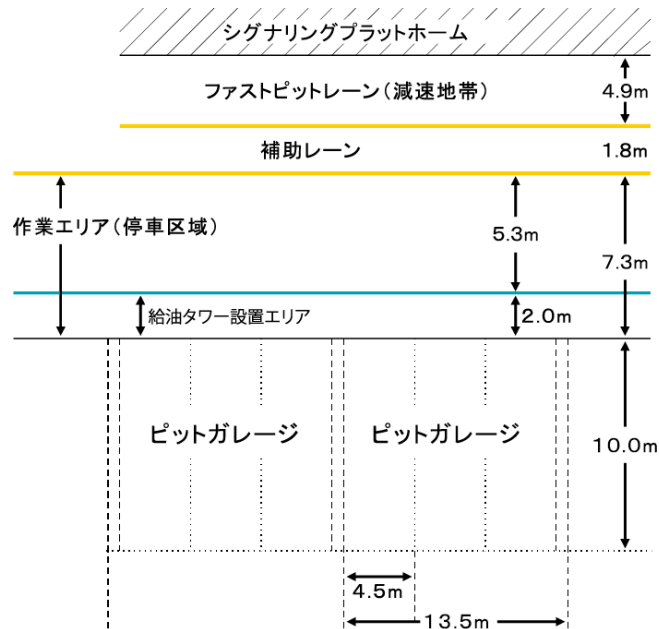 シグナリングプラットホーム
ファストピットレーン(減速地帯)
4.9m
補助レーン
1.8m
作業エリア(停車区域)
5.3m
7.3m
給油タワー設置エリア
2.0m
ピットガレージ
ピットガレージ
10.0m
4.5m
13.5m